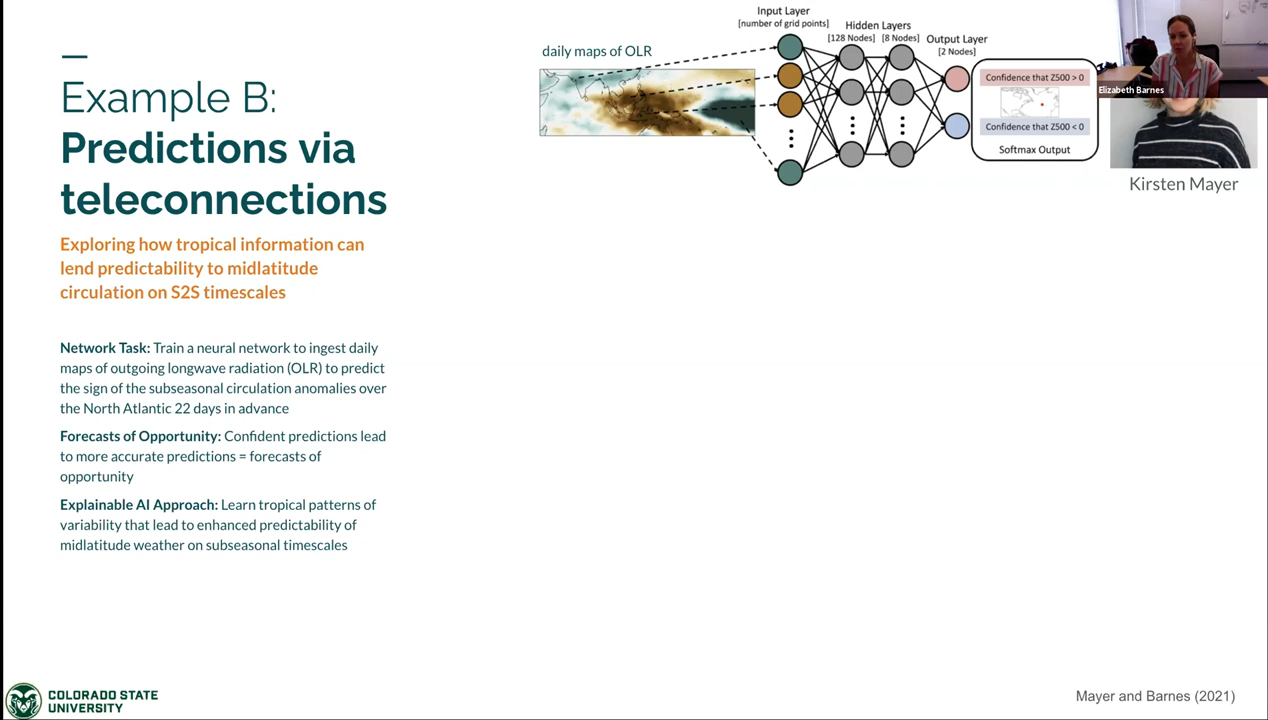 Example B:
Predictions via
teleconnections
Exploring how tropical information can
lend predictability to midlatitude
circulation on S2S timescales
Network Task: Train a neural network to ingest daily
maps of outgoing longwave radiation (OLR) to predict
the sign of the subseasonal circulation anomalies over
the North Atlantic 22 days in advance
Forecasts of Opportunity: Confident predictions lead
to more accurate predictions = forecasts of
opportunity
Explainable AI Approach: Learn tropical patterns of
variability that lead to enhanced predictability of
midlatitude weather on subseasonal timescales
daily maps of OLR
Input Layer
[number of grid points]
Hidden Layers
[128 Nodes] [8 Nodes]
Output Layer
[2 Nodes]
Confidence that Z500 > 0
Confidence that Z500 < 0
Softmax Output
Elizabeth Barnes
Kirsten Mayer
COLORADO STATE
UNIVERSITY
Mayer and Barnes (2021)